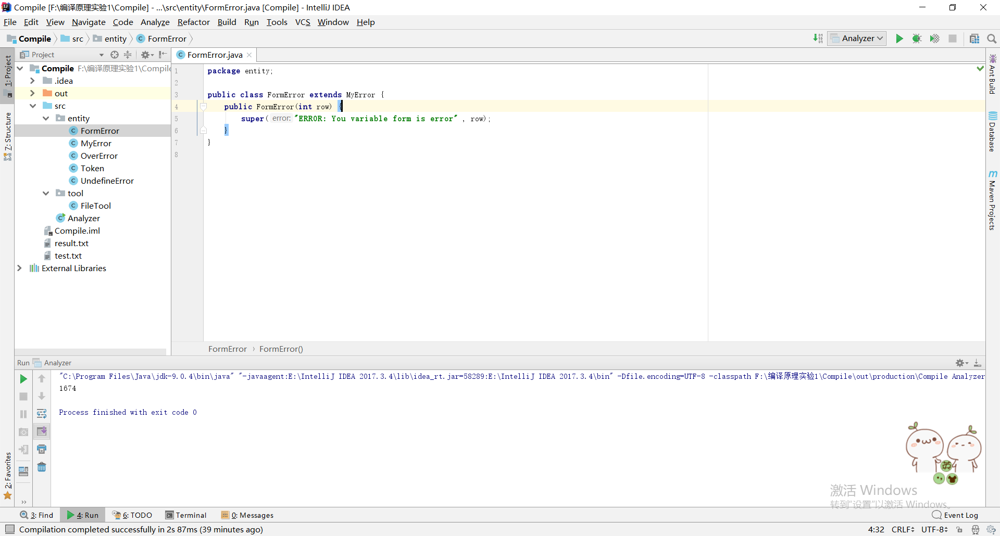 Compile [F:\编译原理实验1\Compile] - ...\src\entity\FormError.java [Compile] - IntelliJ IDEA
File Edit View Navigate Code Analyze Refactor Build Run Tools VCS Window Help
Compile src entity FormError
Analyzer
Project
FormError.java
1: Project
7: Structure
2: Favorites
Compile F:\编译原理实验1\Compile
.idea
out
src
entity
FormError
MyError
OverError
Token
UndefineError
tool
FileTool
Analyzer
Compile.iml
result.txt
test.txt
External Libraries
1 package entity;
2
3 public class FormError extends MyError {
4 public FormError(int row) {
5 super( error: "ERROR: You variable form is error" , row);
6 }
7 }
8
FormError › FormError()
Ant Build
Database
Maven Projects
Run Analyzer
"C:\Program Files\Java\jdk-9.0.4\bin\java" "-javaagent:E:\IntelliJ IDEA 2017.3.4\lib\idea_rt.jar=58289:E:\IntelliJ IDEA 2017.3.4\bin" -Dfile.encoding=UTF-8 -classpath F:\编译原理实验1\Compile\out\production\Compile Analyzer
1674
Process finished with exit code 0
英
激活 Windows
转到"设置"以激活 Windows。
3: Find 4: Run 6: TODO Terminal 0: Messages
Event Log
Compilation completed successfully in 2s 87ms (39 minutes ago)
4:32 CRLF UTF-8